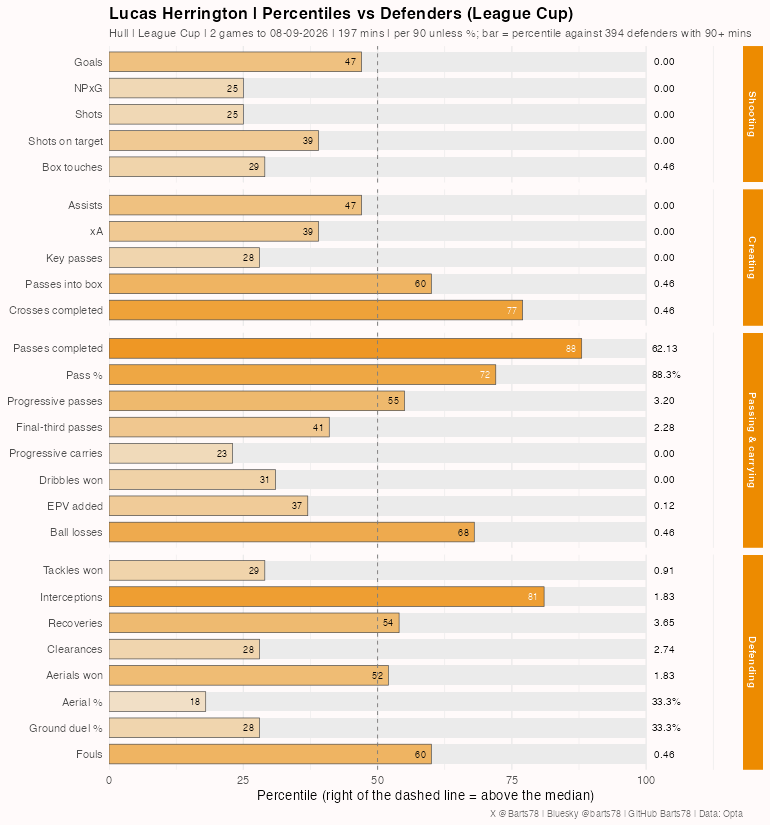 Lucas Herrington | Percentiles vs Defenders (League Cup)
Hull | League Cup | 2 games to 08-09-2026 | 197 mins | per 90 unless %; bar = percentile against 394 defenders with 90+ mins
Goals 47 0.00
NPxG 25 0.00
Shots 25 0.00
Shots on target 39 0.00
Box touches 29 0.46
Shooting
Assists 47 0.00
xA 39 0.00
Key passes 28 0.00
Passes into box 60 0.46
Crosses completed 77 0.46
Creating
Passes completed 88 62.13
Pass % 72 88.3%
Progressive passes 55 3.20
Final-third passes 41 2.28
Progressive carries 23 0.00
Dribbles won 31 0.00
EPV added 37 0.12
Ball losses 68 0.46
Passing & carrying
Tackles won 29 0.91
Interceptions 81 1.83
Recoveries 54 3.65
Clearances 28 2.74
Aerials won 52 1.83
Aerial % 18 33.3%
Ground duel % 28 33.3%
Fouls 60 0.46
Defending
0 25 50 75 100
Percentile (right of the dashed line = above the median)
X @Barts78 | Bluesky @barts78 | GitHub Barts78 | Data: Opta